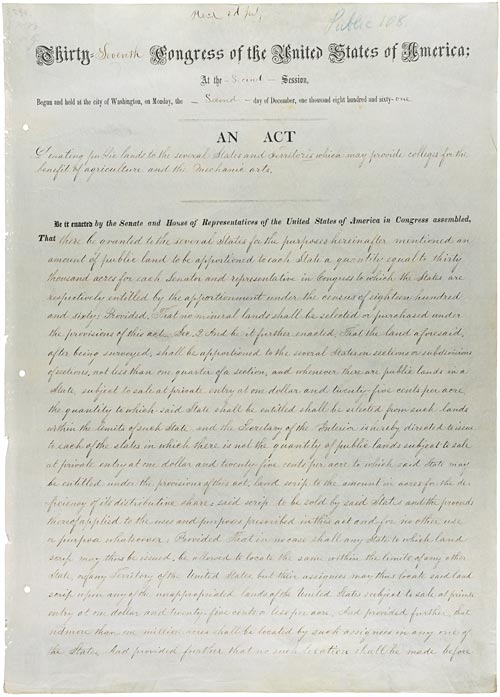 Public 108
Thirty-Seventh Congress of the United States of America;
At the - Second - Session,
Begun and held at the city of Washington, on Monday, the - Second - day of December, one thousand eight hundred and sixty-one
AN ACT
Donating public lands to the several States and Territories which may provide colleges for the
benefit of agriculture and the Mechanic arts.
Be it enacted by the Senate and House of Representatives of the United States of America in Congress assembled,
That there be granted to the several States for the purposes hereinafter mentioned an
amount of public land to be apportioned to each State a quantity equal to thirty
thousand acres for each Senator and representative in Congress to which the States are
respectively entitled by the apportionment under the census of eighteen hundred
and sixty: Provided, That no mineral lands shall be selected or purchased under
the provisions of this act. Sec. 2. And be it further enacted, That the land aforesaid,
after being surveyed, shall be apportioned to the several States in sections or subdivisions
of sections, not less than one quarter of a section, and whenever there are public lands in a
State, subject to sale at private entry at one dollar and twenty-five cents per acre,
the quantity to which said State shall be entitled shall be selected from such lands
within the limits of such State and the Secretary of the Interior is hereby directed to issue
to each of the states in which there is not the quantity of public lands subject to sale
at private entry at one dollar and twenty five cents per acre to which said State may
be entitled under the provisions of this act, land scrip to the amount in acres for the de-
ficiency of its distributive share; said scrip to be sold by said States and the proceeds
thereof applied to the uses and purposes prescribed in this act and for no other use
or purpose whatsoever: Provided That in no case shall any State to which land
scrip may thus be issued, be allowed to locate the same within the limits of any other
State, or any Territory of the United States but their assignees may thus locate said land
scrip upon any of the unappropriated lands of the United States subject to sale at private
entry at one dollar and twenty-five cents, or less per acre. And provided further, that
not more than one million acres shall be located by such assignees in any one of
the States. And provided further that no such location shall be made before